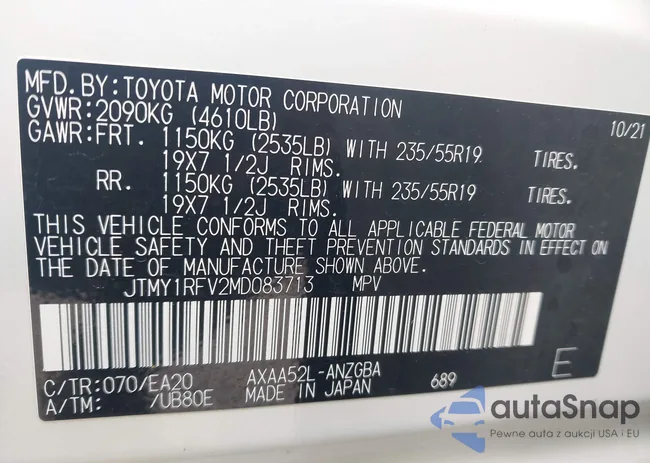 MFD. BY: TOYOTA MOTOR CORPORATION 10/21
GVWR: 2090KG (4610LB)
GAWR: FRT. 1150KG (2535LB) WITH 235/55R19 TIRES.
19X7 1/2J RIMS.
RR. 1150KG (2535LB) WITH 235/55R19 TIRES.
19X7 1/2J RIMS.
THIS VEHICLE CONFORMS TO ALL APPLICABLE FEDERAL MOTOR
VEHICLE SAFETY AND THEFT PREVENTION STANDARDS IN EFFECT ON
THE DATE OF MANUFACTURE SHOWN ABOVE.
JTMY1RFV2MD083713 MPV
C/TR: 070/EA20 AXAA52L-ANZGBA 689 E
A/TM: /UB80E MADE IN JAPAN
autaSnap
Pewne auta z aukcji USA i EU